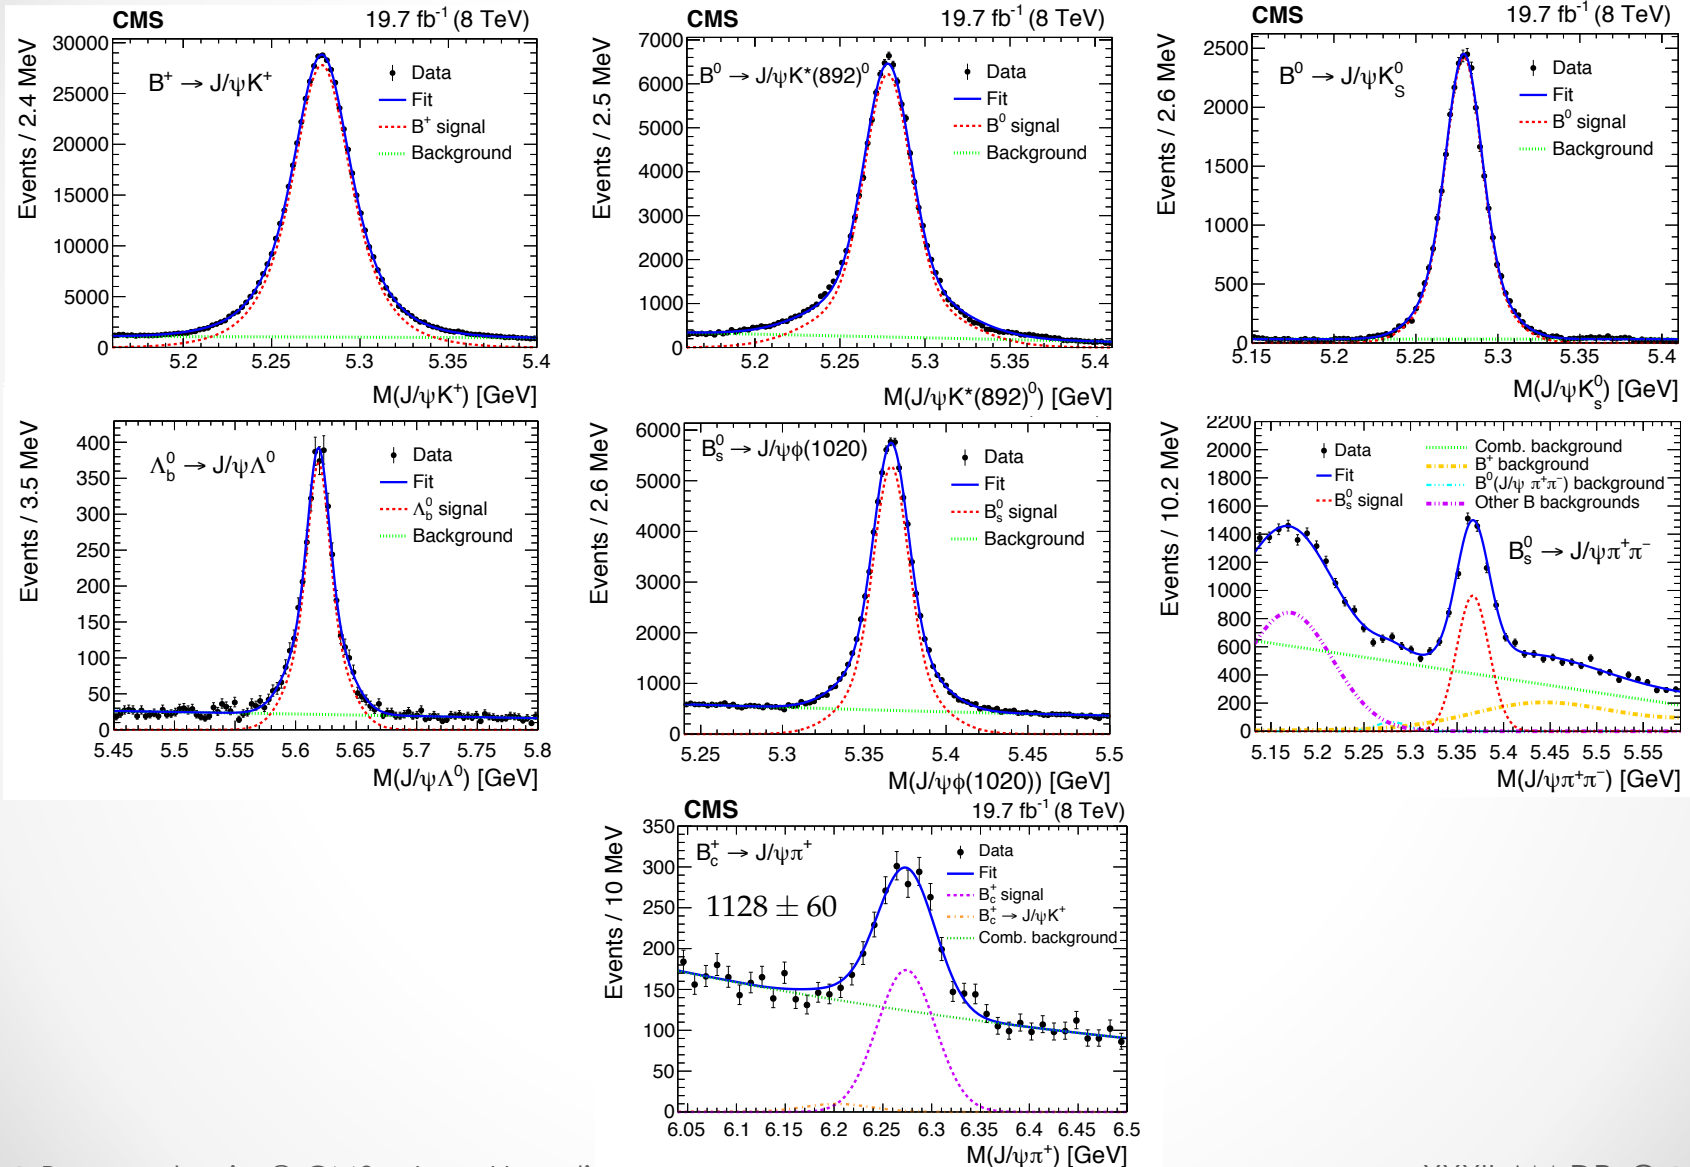 CMS 19.7 fb⁻¹ (8 TeV)
Events / 2.4 MeV
30000
25000
20000
15000
10000
5000
0
B⁺ → J/ψK⁺
Data
Fit
B⁺ signal
Background
5.2 5.25 5.3 5.35 5.4
M(J/ψK⁺) [GeV]
CMS 19.7 fb⁻¹ (8 TeV)
Events / 2.5 MeV
7000
6000
5000
4000
3000
2000
1000
0
B⁰ → J/ψK*(892)⁰
Data
Fit
B⁰ signal
Background
5.2 5.25 5.3 5.35 5.4
M(J/ψK*(892)⁰) [GeV]
CMS 19.7 fb⁻¹ (8 TeV)
Events / 2.6 MeV
2500
2000
1500
1000
500
0
B⁰ → J/ψK⁰_S
Data
Fit
B⁰ signal
Background
5.15 5.2 5.25 5.3 5.35 5.4
M(J/ψK⁰_s) [GeV]
Events / 3.5 MeV
400
350
300
250
200
150
100
50
0
Λ_b⁰ → J/ψΛ⁰
Data
Fit
Λ_b⁰ signal
Background
5.45 5.5 5.55 5.6 5.65 5.7 5.75 5.8
M(J/ψΛ⁰) [GeV]
Events / 2.6 MeV
6000
5000
4000
3000
2000
1000
0
B_s⁰ → J/ψϕ(1020)
Data
Fit
B_s⁰ signal
Background
5.25 5.3 5.35 5.4 5.45 5.5
M(J/ψϕ(1020)) [GeV]
Events / 10.2 MeV
2200
2000
1800
1600
1400
1200
1000
800
600
400
200
0
Data
Fit
B_s⁰ signal
Comb. background
B⁺ background
B⁰(J/ψ π⁺π⁻) background
Other B backgrounds
B_s⁰ → J/ψπ⁺π⁻
5.15 5.2 5.25 5.3 5.35 5.4 5.45 5.5 5.55
M(J/ψπ⁺π⁻) [GeV]
CMS 19.7 fb⁻¹ (8 TeV)
Events / 10 MeV
350
300
250
200
150
100
50
0
B_c⁺ → J/ψπ⁺
1128 ± 60
Data
Fit
B_c⁺ signal
B_c⁺ → J/ψK⁺
Comb. background
6.05 6.1 6.15 6.2 6.25 6.3 6.35 6.4 6.45 6.5
M(J/ψπ⁺) [GeV]